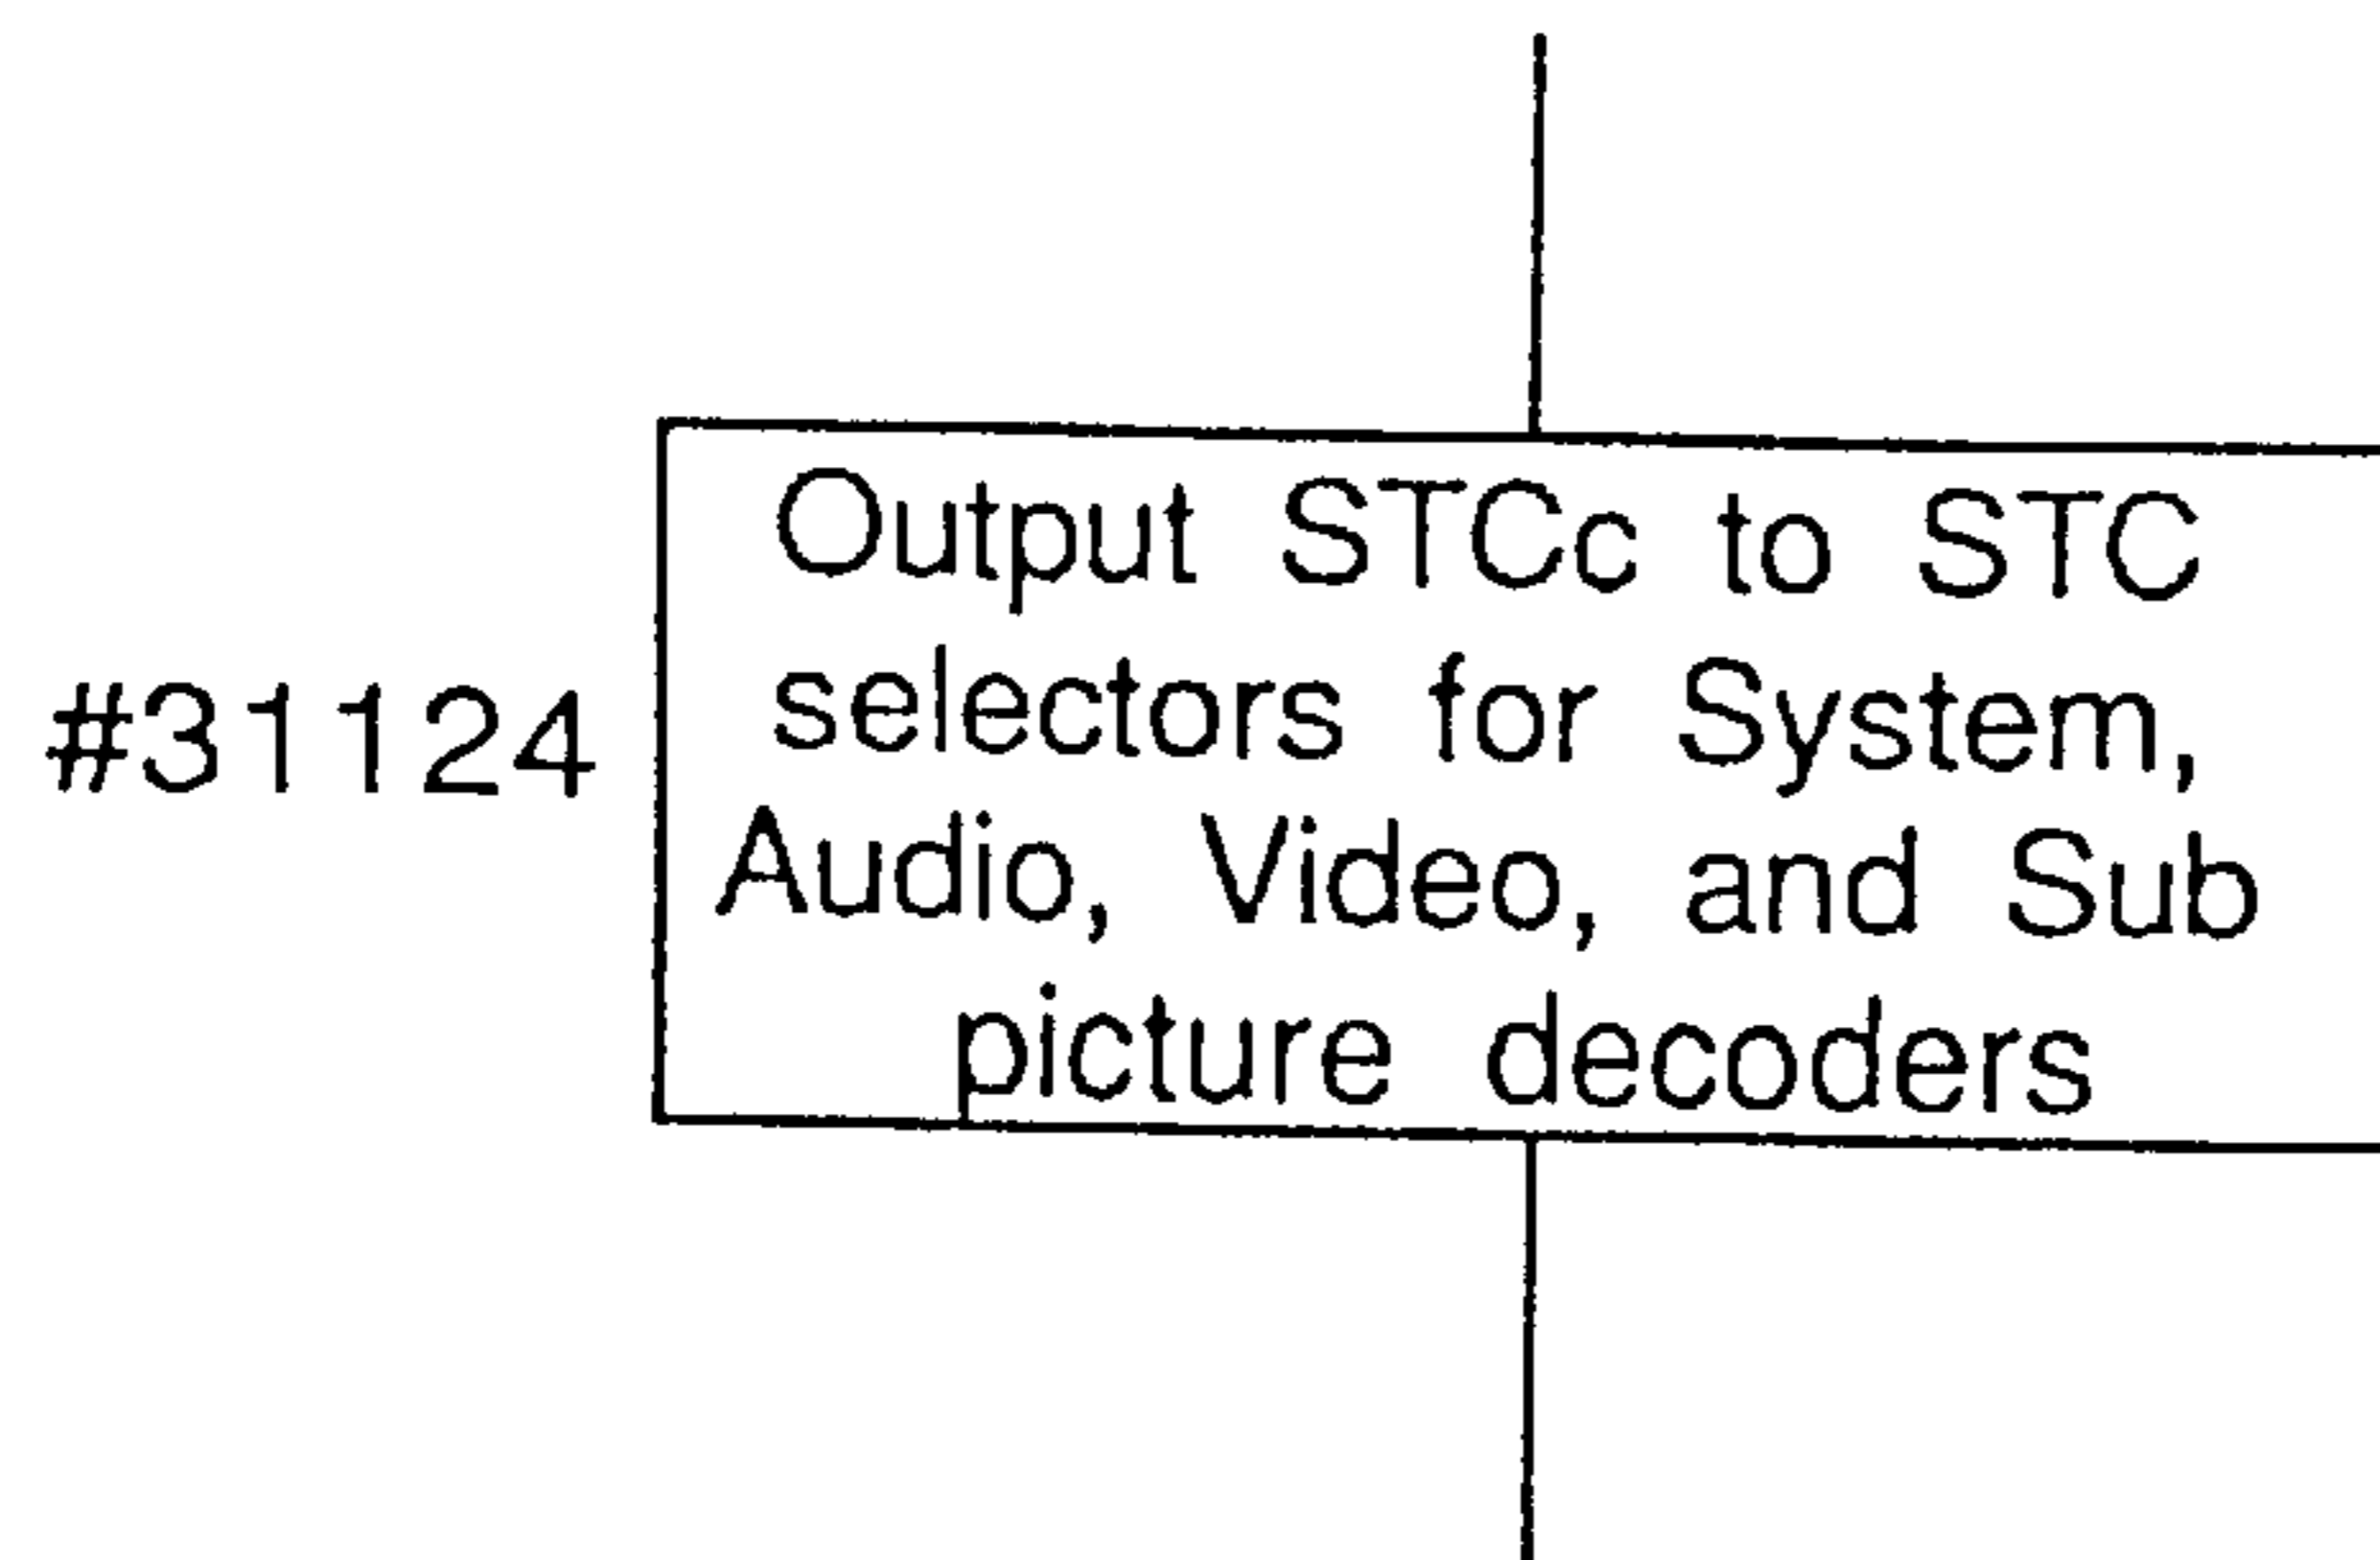 Output STCc to STC
selectors for System,
#31124
Audio, Video, and Sub
picture decoders